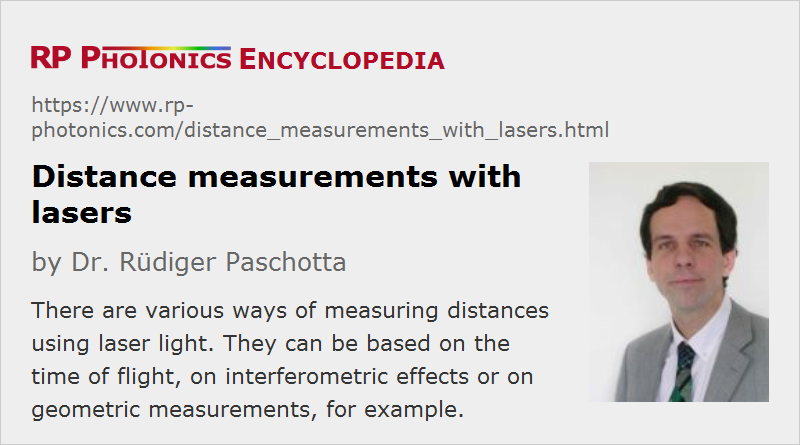 RP PHOTONICS ENCYCLOPEDIA
https://www.rp-
photonics.com/distance_measurements_with_lasers.html
Distance measurements with
lasers
by Dr. Rüdiger Paschotta
There are various ways of measuring distances
using laser light. They can be based on the
time of flight, on interferometric effects or on
geometric measurements, for example.